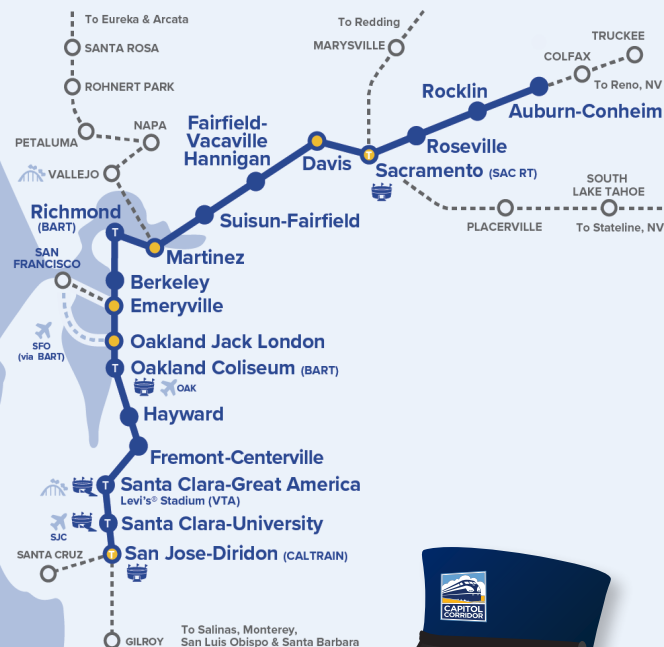 To Eureka & Arcata
SANTA ROSA
ROHNERT PARK
PETALUMA
NAPA
VALLEJO
To Redding
MARYSVILLE
TRUCKEE
COLFAX
To Reno, NV
Auburn-Conheim
Rocklin
Roseville
Sacramento (SAC RT)
T
SOUTH
LAKE TAHOE
PLACERVILLE
To Stateline, NV
Davis
Fairfield-
Vacaville
Hannigan
Suisun-Fairfield
Martinez
Richmond
(BART)
T
SAN
FRANCISCO
Berkeley
Emeryville
SFO
(via BART)
Oakland Jack London
T
Oakland Coliseum (BART)
OAK
Hayward
Fremont-Centerville
T
Santa Clara-Great America
Levi's® Stadium (VTA)
SJC
T
Santa Clara-University
SANTA CRUZ
T
San Jose-Diridon (CALTRAIN)
GILROY
To Salinas, Monterey,
San Luis Obispo & Santa Barbara
CAPITOL
CORRIDOR